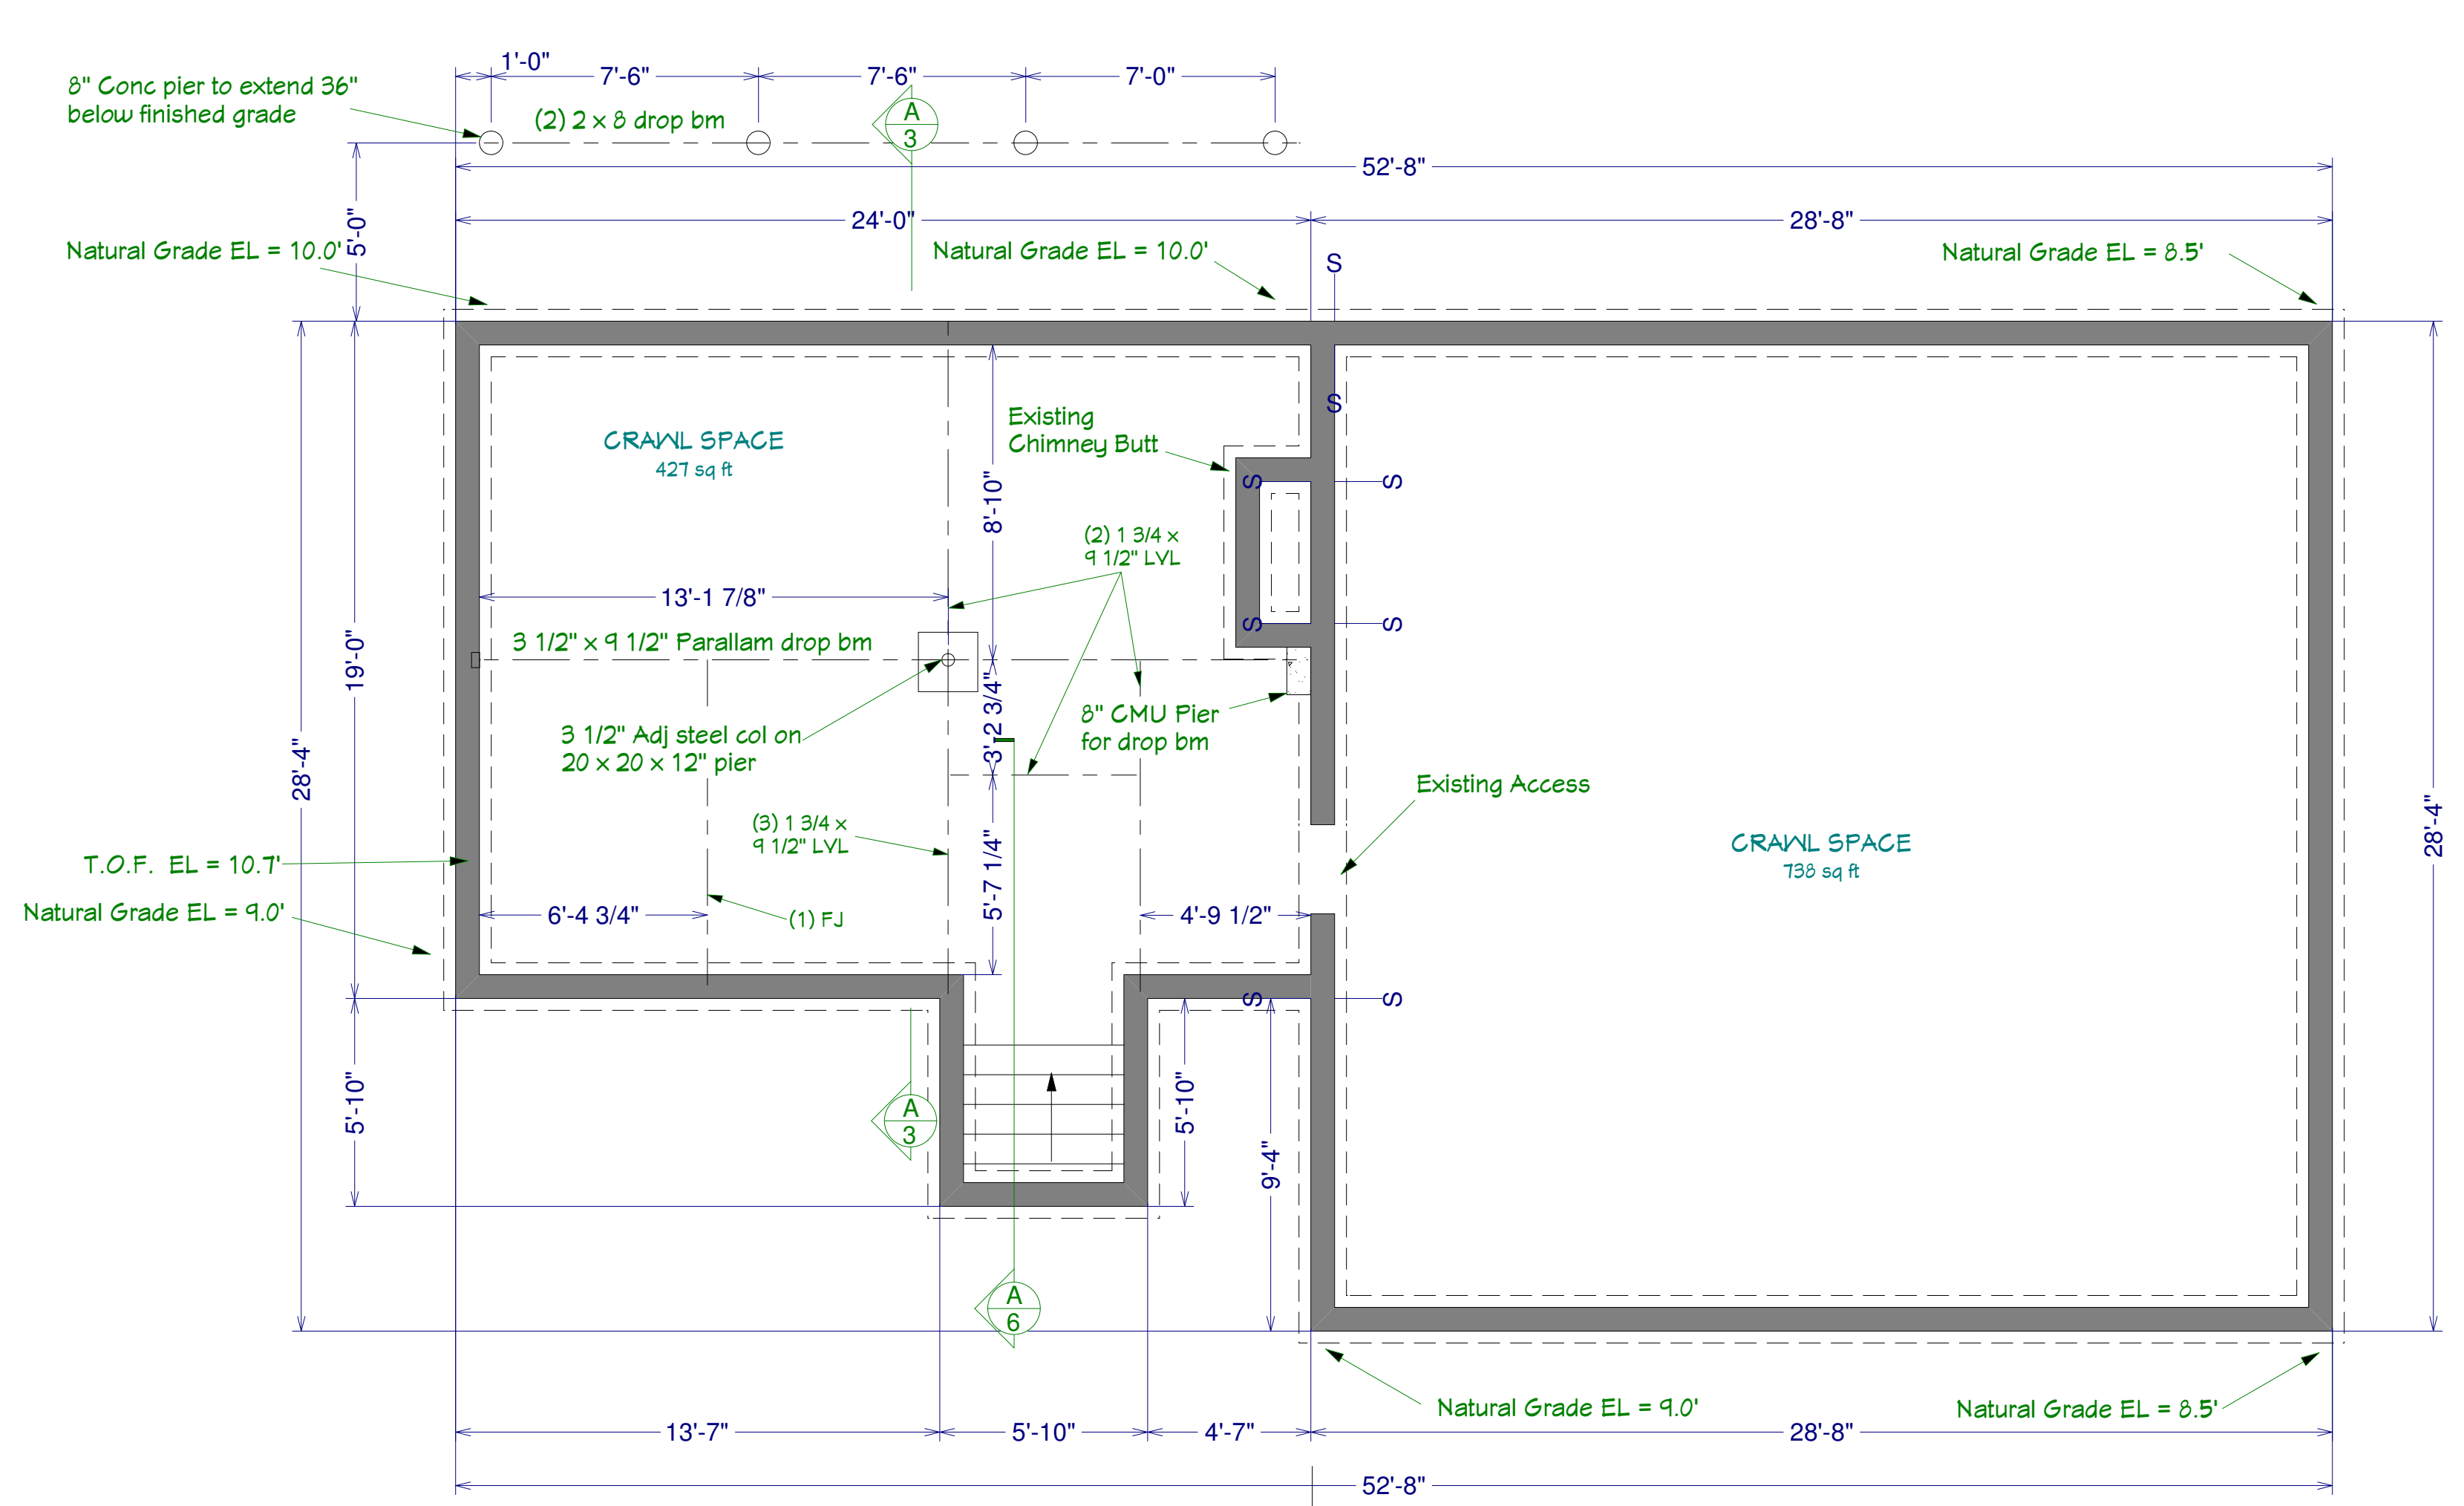 1'-0"
8" Conc pier to extend 36"
below finished grade
7'-6"
7'-6"
7'-0"
(2) 2 x 8 drop bm
A
3
52'-8"
24'-0"
28'-8"
5'-0"
Natural Grade EL = 10.0'
Natural Grade EL = 10.0'
Natural Grade EL = 8.5'
S
S
Existing
Chimney Butt
CRAWL SPACE
427 sq ft
8'-10"
S
S
(2) 1 3/4 x
9 1/2" LVL
13'-1 7/8"
S
S
3 1/2" x 9 1/2" Parallam drop bm
19'-0"
3'-2 3/4"
8" CMU Pier
for drop bm
3 1/2" Adj steel col on
20 x 20 x 12" pier
28'-4"
Existing Access
(3) 1 3/4 x
9 1/2" LVL
5'-7 1/4"
CRAWL SPACE
738 sq ft
28'-4"
T.O.F. EL = 10.7'
Natural Grade EL = 9.0'
6'-4 3/4"
(1) FJ
4'-9 1/2"
S
S
5'-10"
A
3
5'-10"
9'-4"
A
6
Natural Grade EL = 9.0'
Natural Grade EL = 8.5'
13'-7"
5'-10"
4'-7"
28'-8"
52'-8"